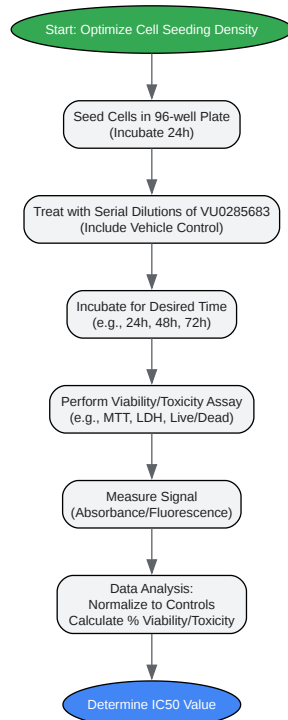 Start: Optimize Cell Seeding Density
Seed Cells in 96-well Plate
(Incubate 24h)
Treat with Serial Dilutions of VU0285683
(Include Vehicle Control)
Incubate for Desired Time
(e.g., 24h, 48h, 72h)
Perform Viability/Toxicity Assay
(e.g., MTT, LDH, Live/Dead)
Measure Signal
(Absorbance/Fluorescence)
Data Analysis:
Normalize to Controls
Calculate % Viability/Toxicity
Determine IC50 Value